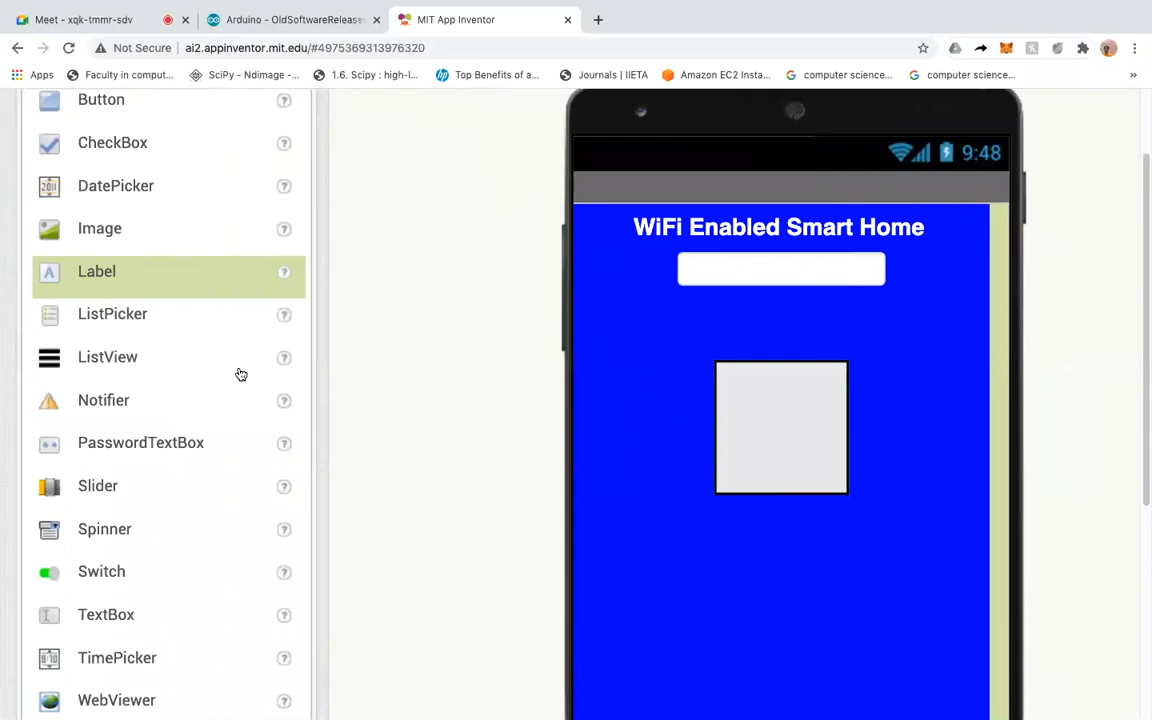 Meet - xqk-tmmr-sdv
Arduino - OldSoftwareRelease
MIT App Inventor
Not Secure
ai2.appinventor.mit.edu/#4975369313976320
Apps
Faculty in comput...
SciPy - Ndimage -...
1.6. Scipy : high-l...
Top Benefits of a...
Journals | IIETA
Amazon EC2 Insta...
computer science...
computer science...
»
Button ?
CheckBox ?
DatePicker ?
Image ?
Label ?
ListPicker ?
ListView ?
Notifier ?
PasswordTextBox ?
Slider ?
Spinner ?
Switch ?
TextBox ?
TimePicker ?
WebViewer ?
9:48
WiFi Enabled Smart Home